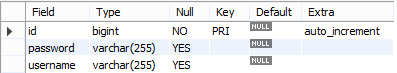 Field Type Null Key Default Extra
id bigint NO PRI NULL auto_increment
password varchar(255) YES NULL
username varchar(255) YES NULL